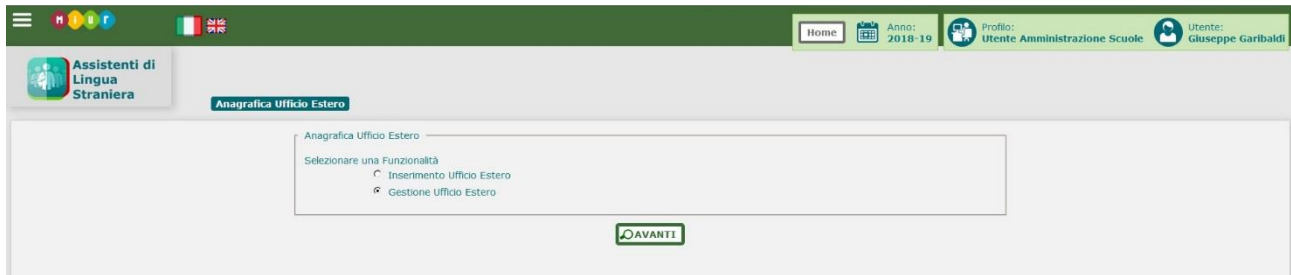 MIUR
Home
Anno:
2018-19
Profilo:
Utente Amministrazione Scuole
Utente:
Giuseppe Garibaldi
Assistenti di
Lingua
Straniera
Anagrafica Ufficio Estero
Anagrafica Ufficio Estero
Selezionare una Funzionalità
Inserimento Ufficio Estero
Gestione Ufficio Estero
AVANTI